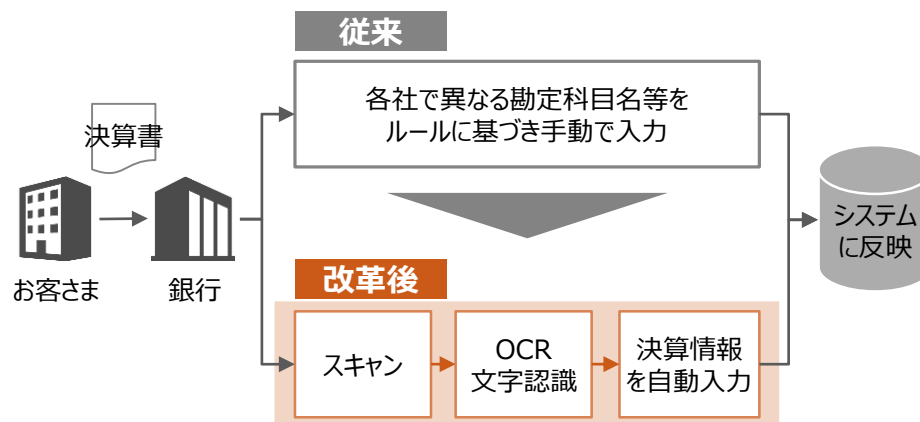 従来
各社で異なる勘定科目名等を
ルールに基づき手動で入力
決算書
お客さま
銀行
システム
に反映
改革後
スキャン
OCR
文字認識
決算情報
を自動入力